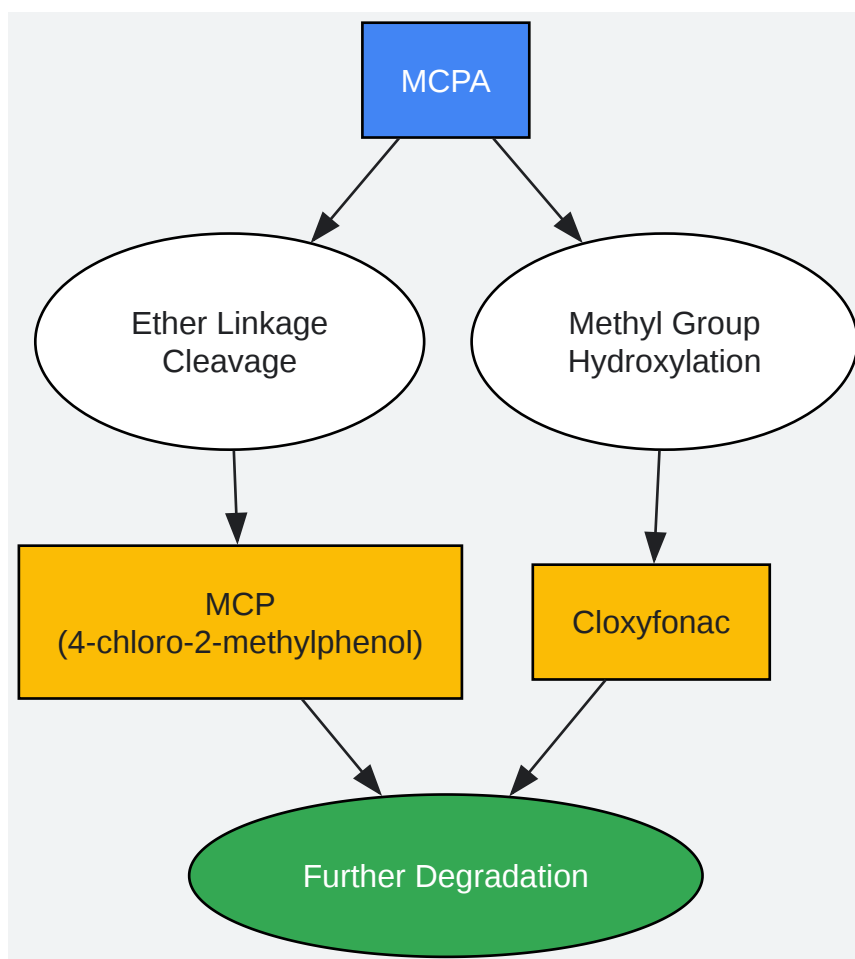 MCPA
Ether Linkage
Cleavage
Methyl Group
Hydroxylation
MCP
(4-chloro-2-methylphenol)
Cloxyfonac
Further Degradation